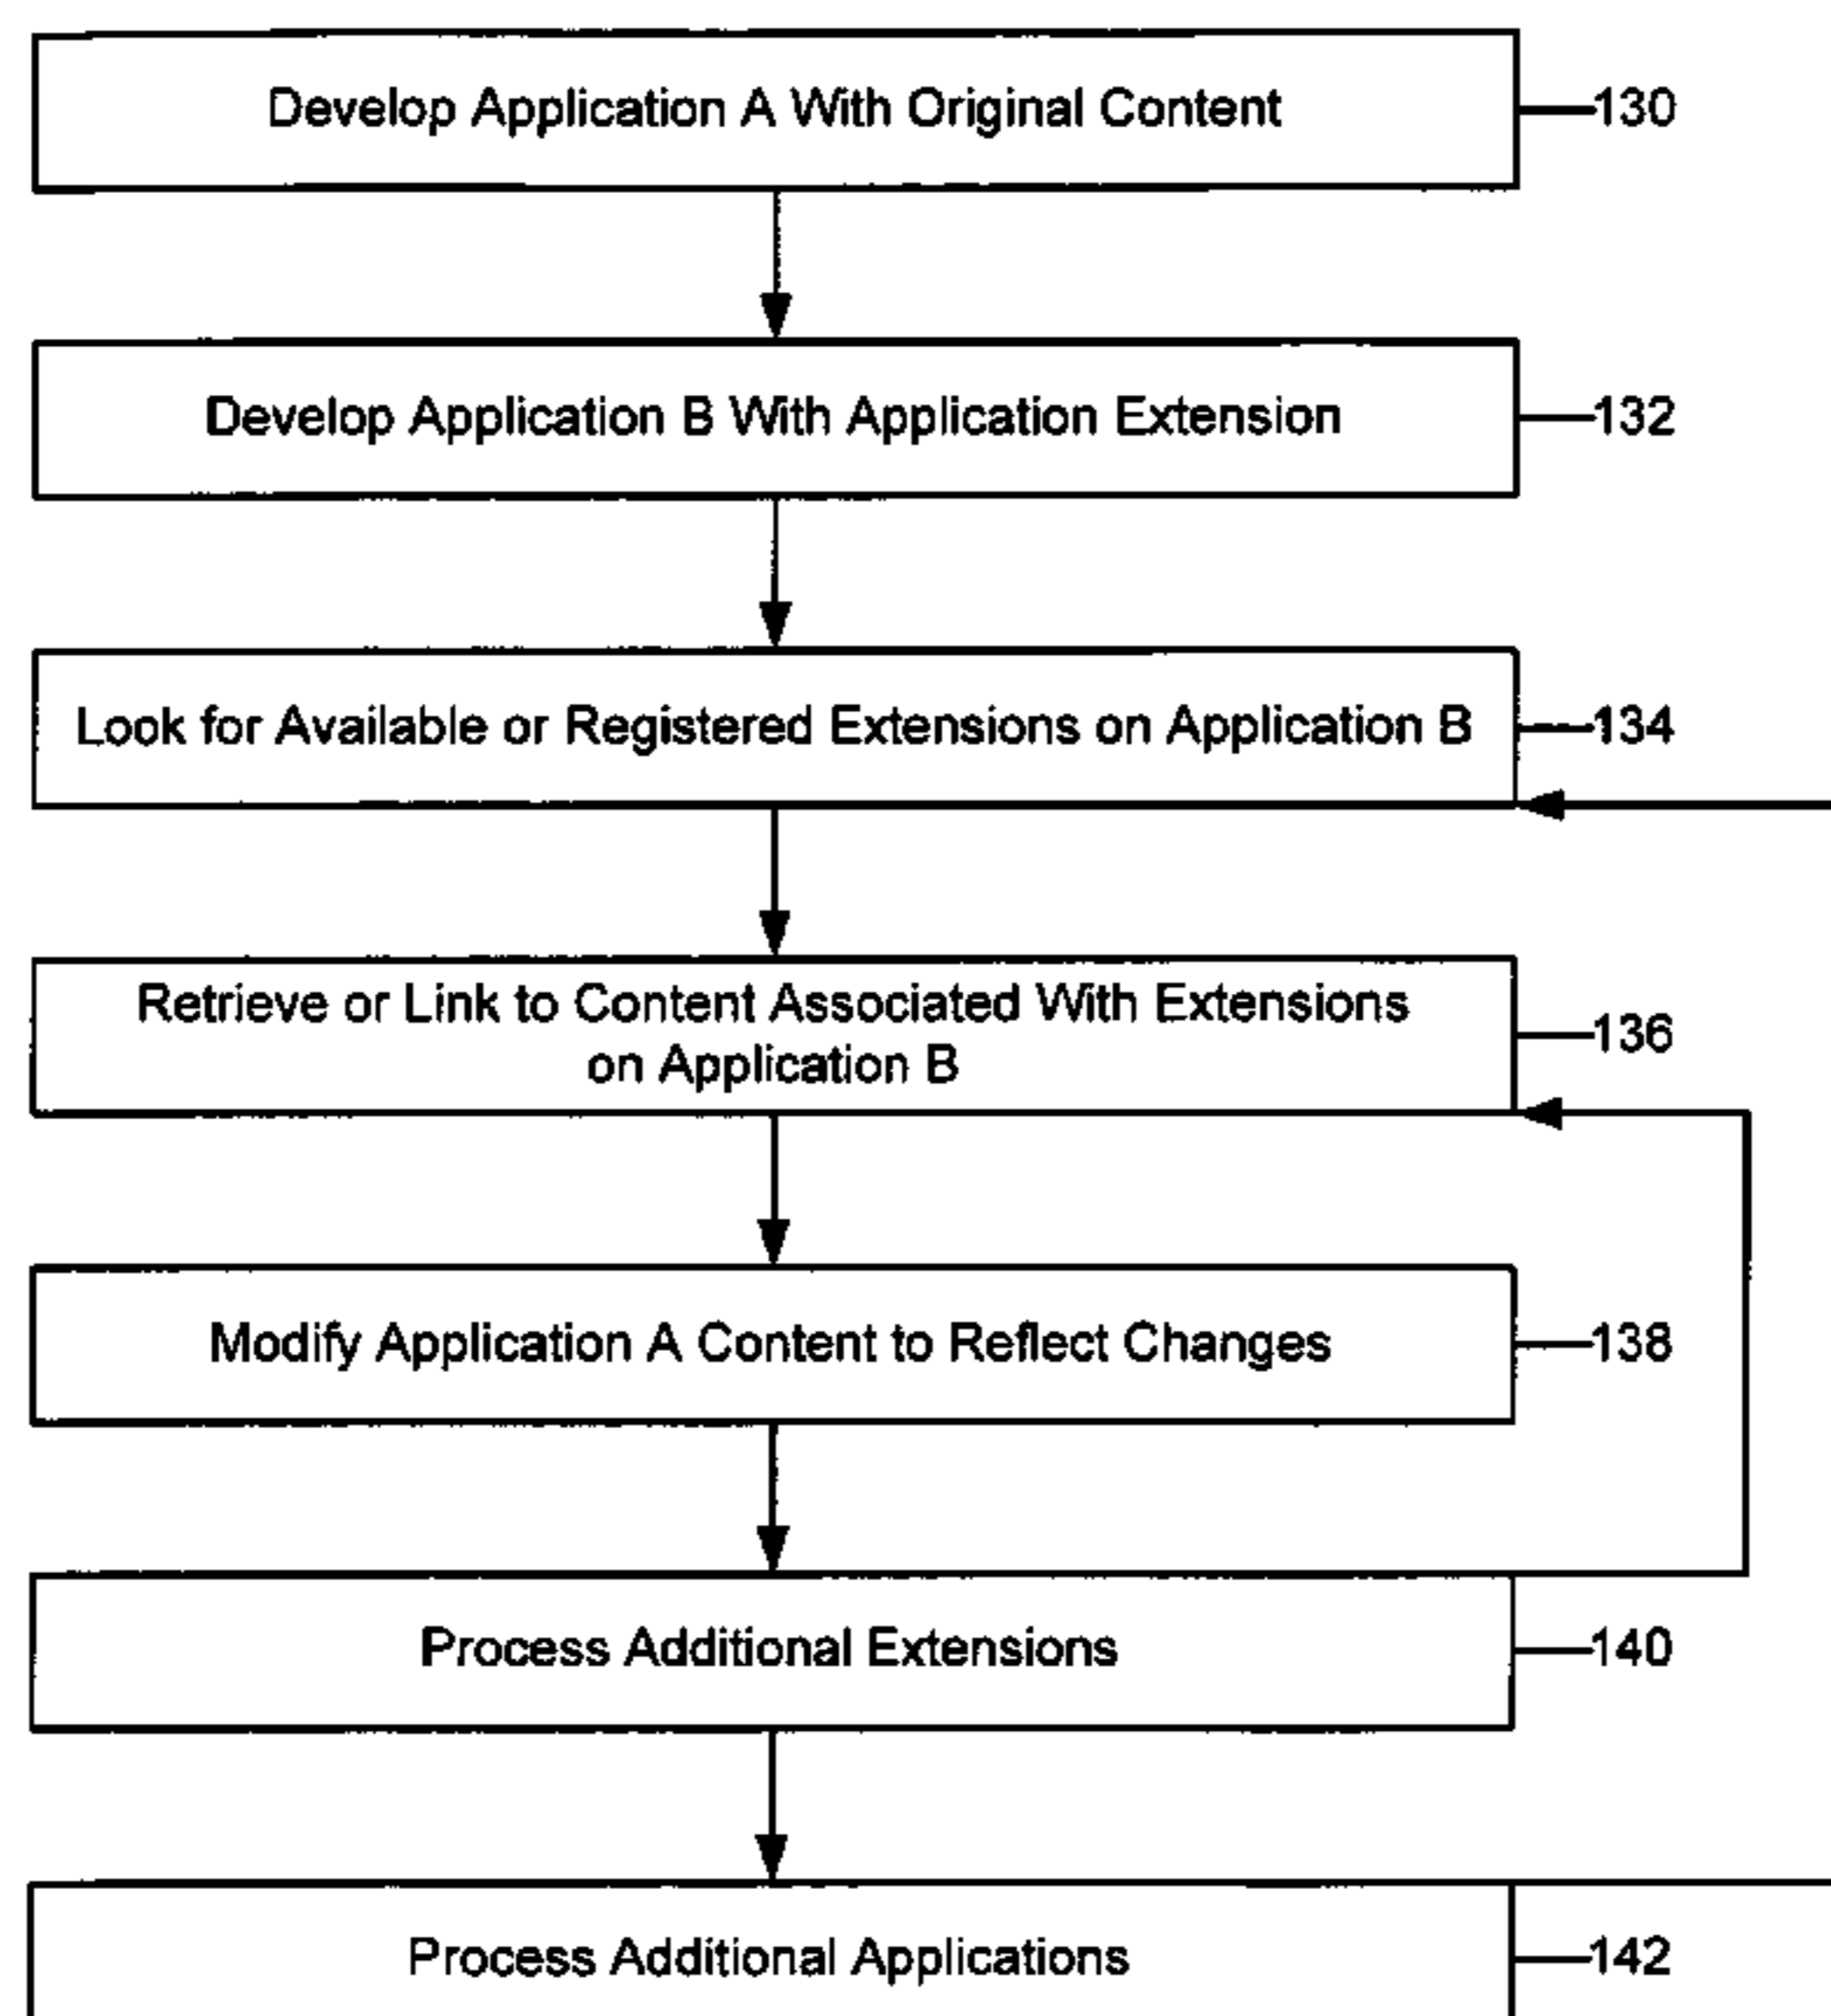 Develop Application A With Original Content
130
Develop Application B With Application Extension
132
Look for Available or Registered Extensions on Application B
134
Retrieve or Link to Content Associated With Extensions
on Application B
136
Modify Application A Content to Reflect Changes
138
Process Additional Extensions
140
Process Additional Applications
142